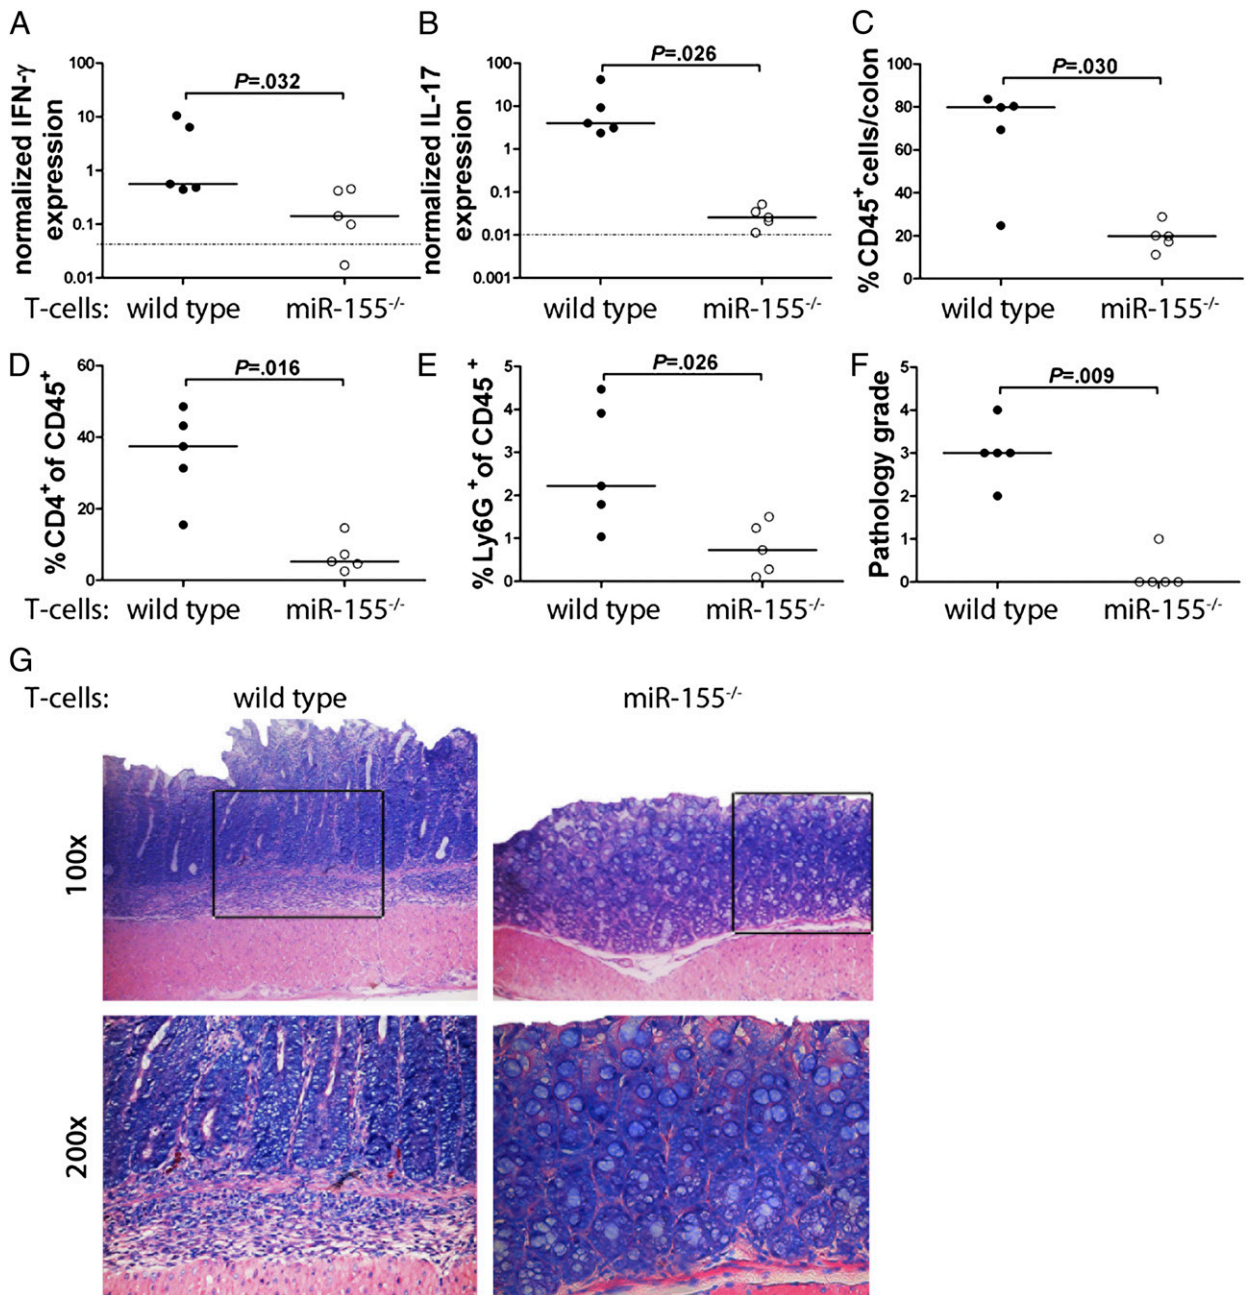 A
normalized IFN-γ
expression
100
10
1
0.1
0.01
P=.032
T-cells: wild type miR-155-/-
B
normalized IL-17
expression
100
10
1
0.1
0.01
0.001
P=.026
wild type miR-155-/-
C
% CD45+ cells/colon
100
80
60
40
20
0
P=.030
wild type miR-155-/-
D
% CD4+ of CD45+
60
40
20
0
P=.016
T-cells: wild type miR-155-/-
E
% Ly6G + of CD45 +
5
4
3
2
1
0
P=.026
wild type miR-155-/-
F
Pathology grade
5
4
3
2
1
0
P=.009
wild type miR-155-/-
G
T-cells: wild type miR-155-/-
100x
200x